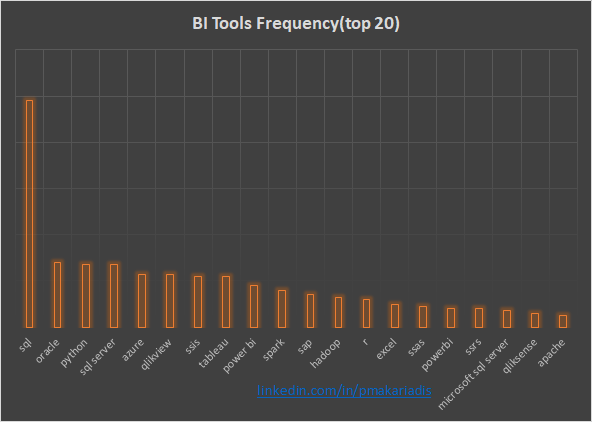 BI Tools Frequency(top 20)
sql
oracle
python
sql server
azure
qlikview
ssis
tableau
power bi
spark
sap
hadoop
r
excel
ssas
powerbi
ssrs
microsoft sql server
qliksense
apache
linkedin.com/in/pmakariadis